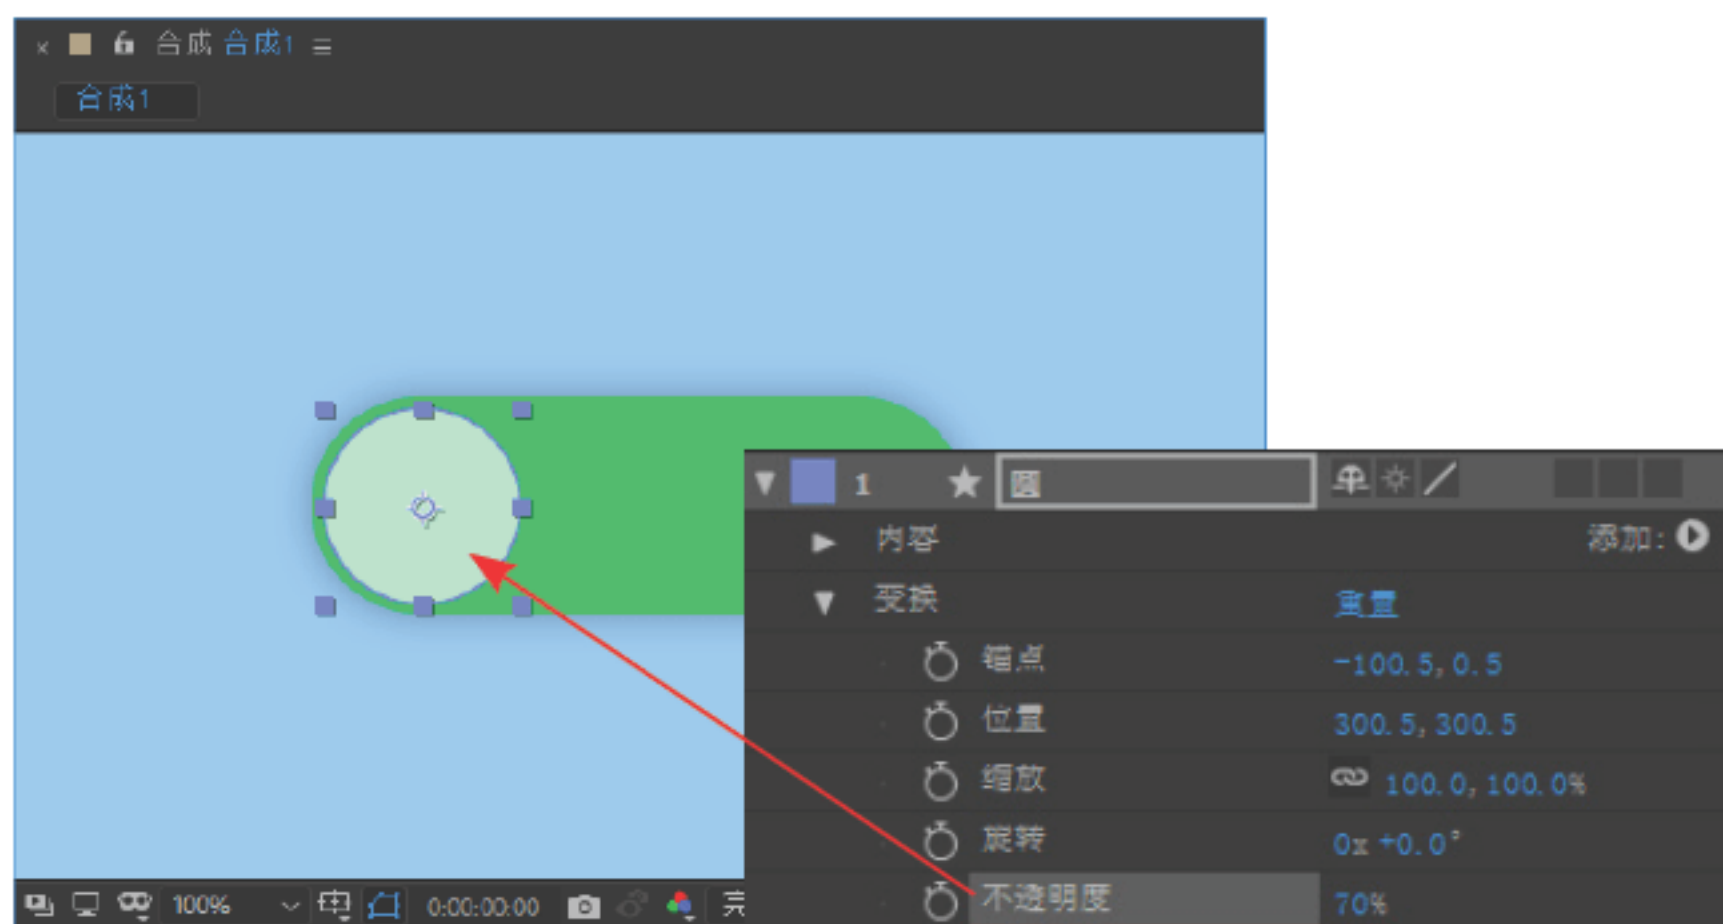 合成 合成1
合成1
1 圆
内容 添加:
变换 重置
锚点 -100.5,0.5
位置 300.5,300.5
缩放 100.0,100.0%
旋转 0x+0.0°
不透明度 70%
100% 0:00:00:00 完